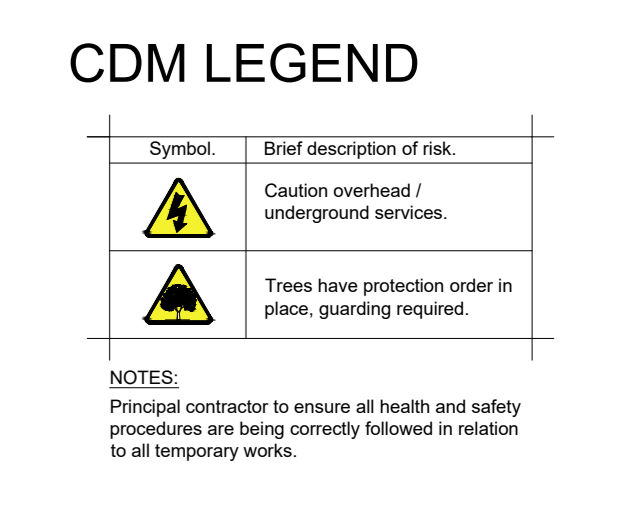 CDM LEGEND
Symbol. Brief description of risk.
Caution overhead /
underground services.
Trees have protection order in
place, guarding required.
NOTES:
Principal contractor to ensure all health and safety
procedures are being correctly followed in relation
to all temporary works.